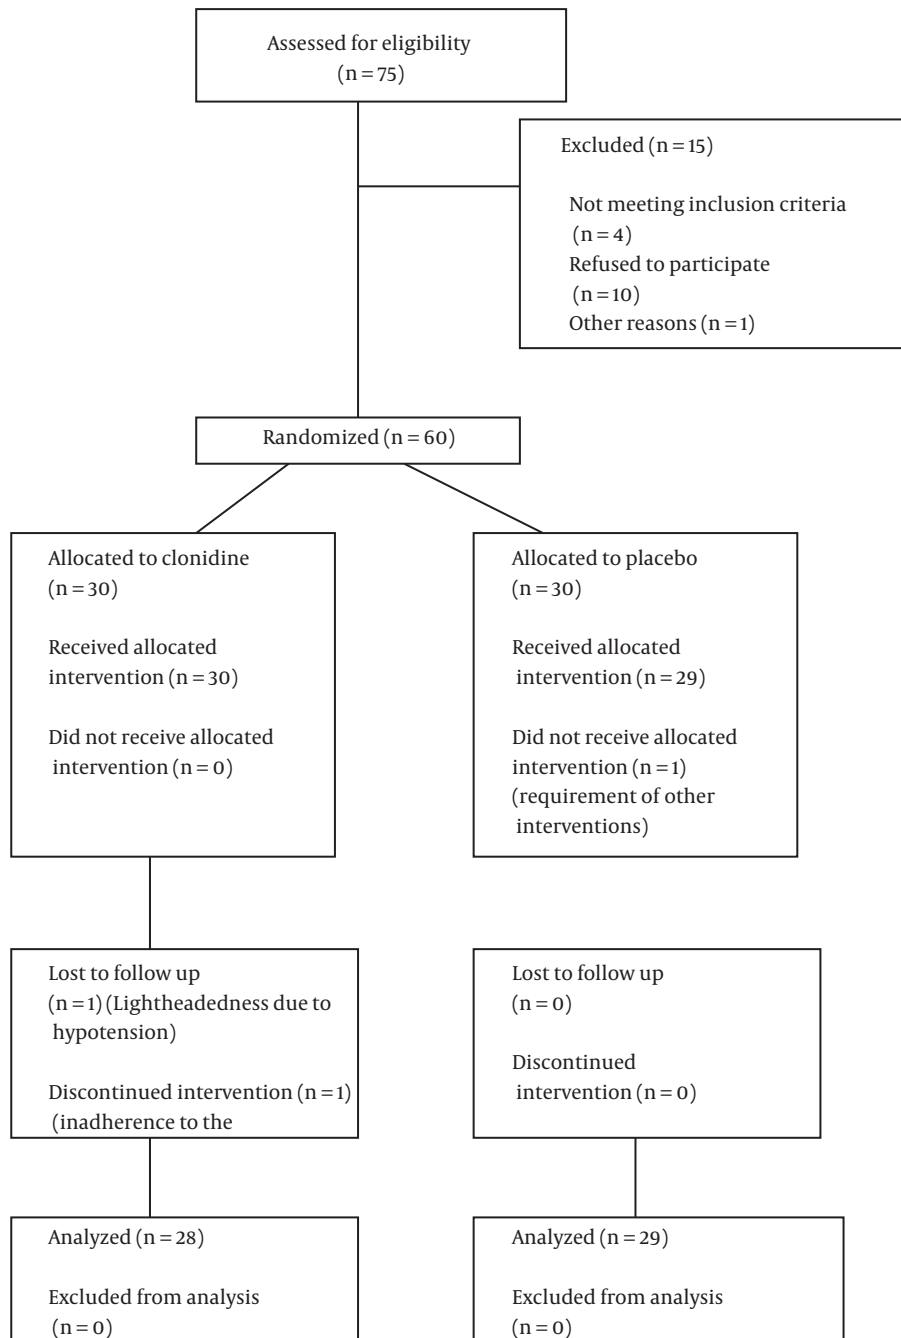 Assessed for eligibility
(n = 75)
Excluded (n = 15)
Not meeting inclusion criteria
(n = 4)
Refused to participate
(n = 10)
Other reasons (n = 1)
Randomized (n = 60)
Allocated to clonidine
(n = 30)
Received allocated
intervention (n = 30)
Did not receive allocated
intervention (n = 0)
Allocated to placebo
(n = 30)
Received allocated
intervention (n = 29)
Did not receive allocated
intervention (n = 1)
(requirement of other
interventions)
Lost to follow up
(n = 1) (Lightheadedness due to
hypotension)
Discontinued intervention (n = 1)
(inadherence to the
Lost to follow up
(n = 0)
Discontinued
intervention (n = 0)
Analyzed (n = 28)
Excluded from analysis
(n = 0)
Analyzed (n = 29)
Excluded from analysis
(n = 0)